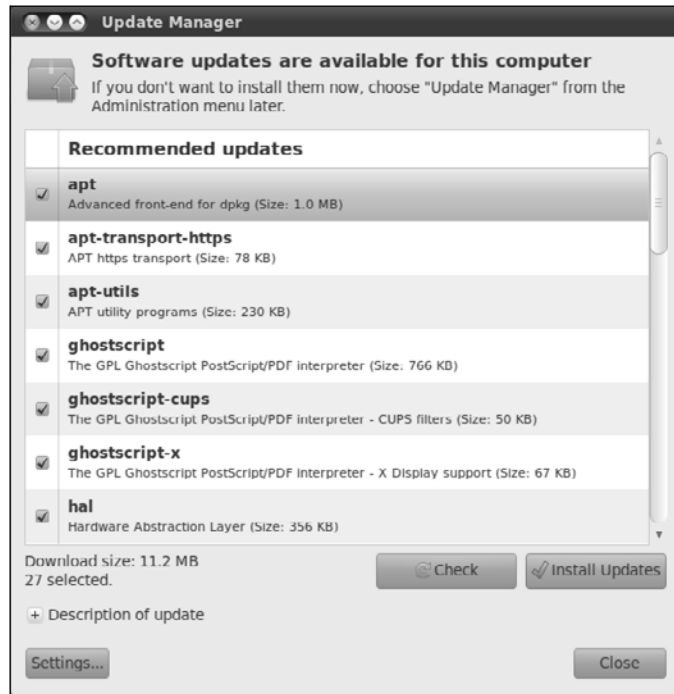 Update Manager
Software updates are available for this computer
If you don't want to install them now, choose "Update Manager" from the
Administration menu later.
Recommended updates
apt
Advanced front-end for dpkg (Size: 1.0 MB)
apt-transport-https
APT https transport (Size: 78 KB)
apt-utils
APT utility programs (Size: 230 KB)
ghostscript
The GPL Ghostscript PostScript/PDF interpreter (Size: 766 KB)
ghostscript-cups
The GPL Ghostscript PostScript/PDF interpreter - CUPS filters (Size: 50 KB)
ghostscript-x
The GPL Ghostscript PostScript/PDF interpreter - X Display support (Size: 67 KB)
hal
Hardware Abstraction Layer (Size: 356 KB)
Download size: 11.2 MB
27 selected.
Check
Install Updates
Description of update
Settings...
Close